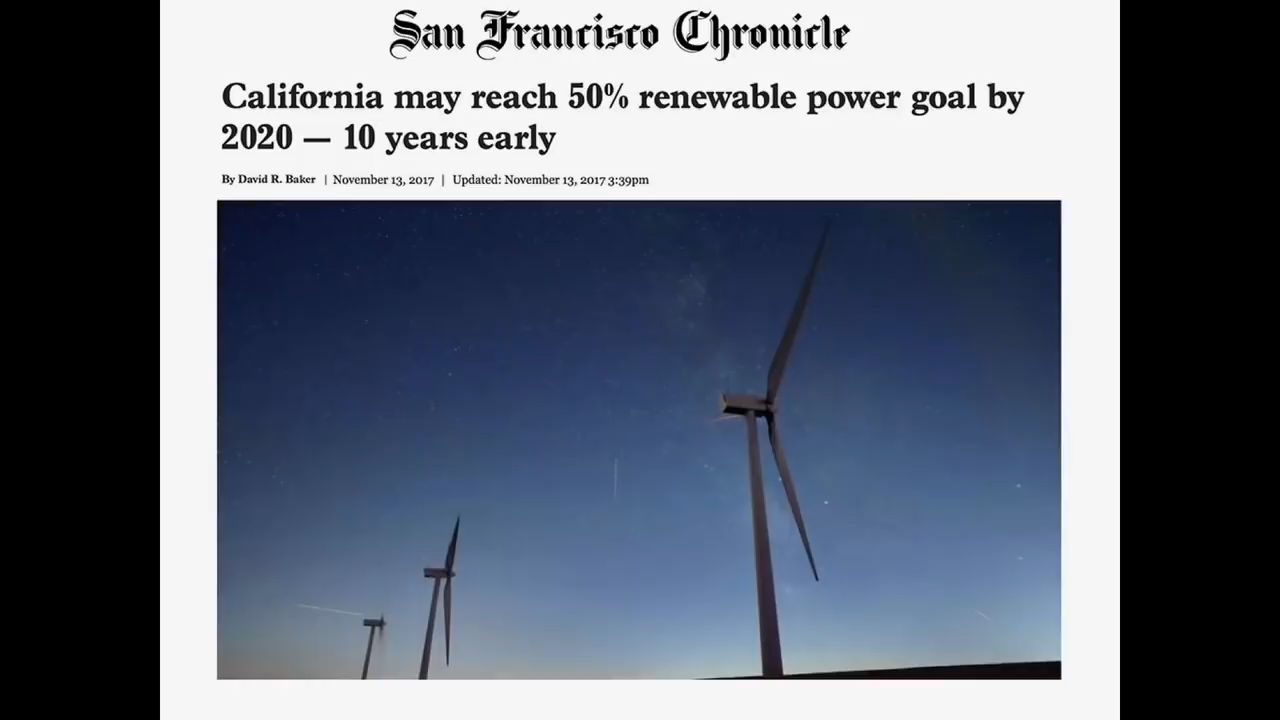 San Francisco Chronicle
California may reach 50% renewable power goal by
2020 — 10 years early
By David R. Baker | November 13, 2017 | Updated: November 13, 2017 3:39pm